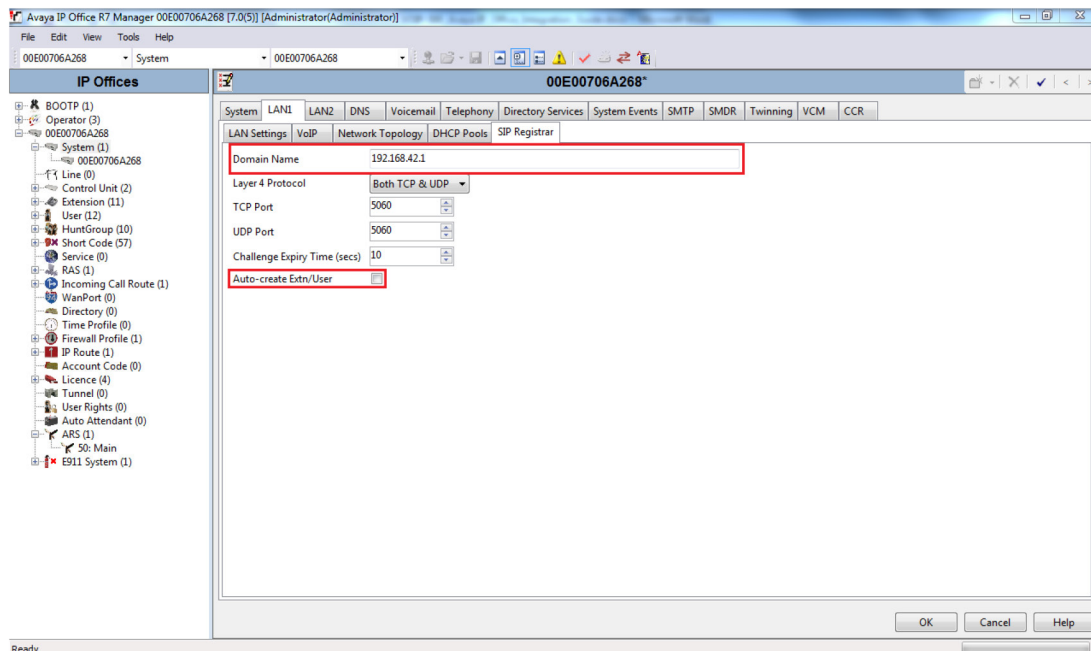 Avaya IP Office R7 Manager 00E00706A268 [7.0(5)] [Administrator(Administrator)]
File Edit View Tools Help
00E00706A268 System 00E00706A268
IP Offices
BOOTP (1)
Operator (3)
00E00706A268
System (1)
00E00706A268
Line (0)
Control Unit (2)
Extension (11)
User (12)
HuntGroup (10)
Short Code (57)
Service (0)
RAS (1)
Incoming Call Route (1)
WanPort (0)
Directory (0)
Time Profile (0)
Firewall Profile (1)
IP Route (1)
Account Code (0)
Licence (4)
Tunnel (0)
User Rights (0)
Auto Attendant (0)
ARS (1)
50: Main
E911 System (1)
00E00706A268*
System LAN1 LAN2 DNS Voicemail Telephony Directory Services System Events SMTP SMDR Twinning VCM CCR
LAN Settings VoIP Network Topology DHCP Pools SIP Registrar
Domain Name 192.168.42.1
Layer 4 Protocol Both TCP & UDP
TCP Port 5060
UDP Port 5060
Challenge Expiry Time (secs) 10
Auto-create Extn/User
OK Cancel Help
Ready